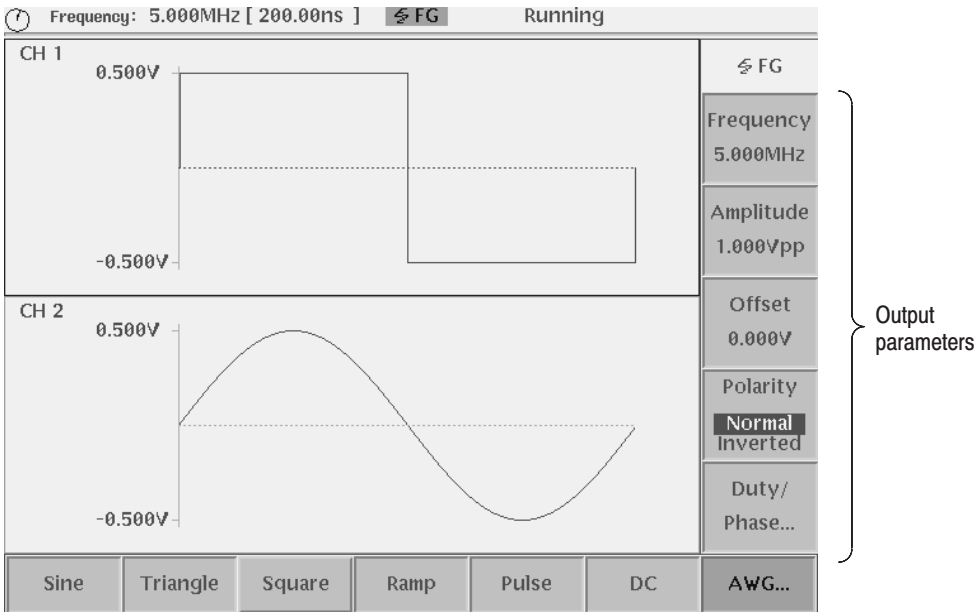 Frequency: 5.000MHz [ 200.00ns ] FG Running
CH 1
0.500V
-0.500V
CH 2
0.500V
-0.500V
FG
Frequency
5.000MHz
Amplitude
1.000Vpp
Offset
0.000V
Polarity
Normal
Inverted
Duty/
Phase...
Output
parameters
Sine Triangle Square Ramp Pulse DC AWG...